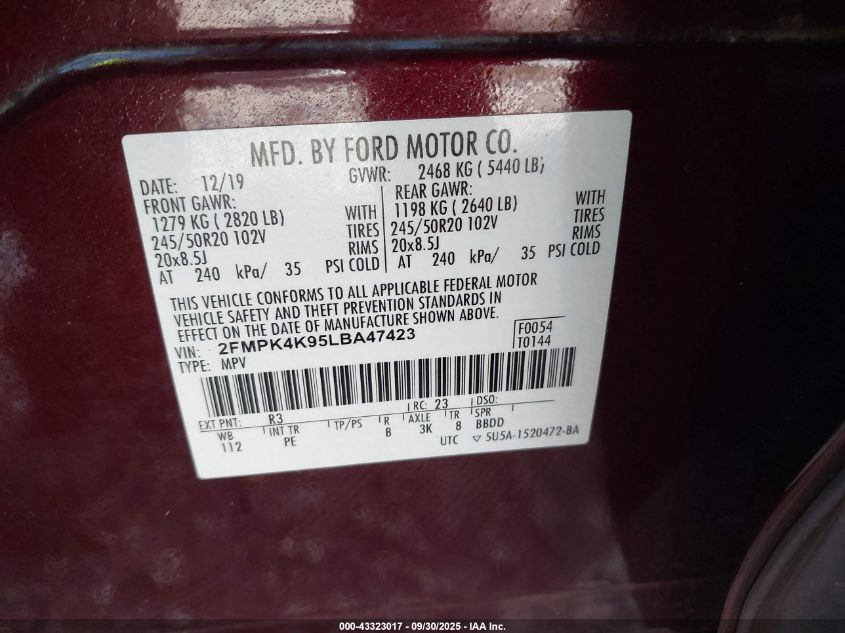 MFD. BY FORD MOTOR CO.
DATE: 12/19 GVWR: 2468 KG ( 5440 LB)
FRONT GAWR: REAR GAWR:
1279 KG ( 2820 LB) WITH 1198 KG ( 2640 LB) WITH
245/50R20 102V TIRES 245/50R20 102V TIRES
20x8.5J RIMS 20x8.5J RIMS
AT 240 kPa/ 35 PSI COLD AT 240 kPa/ 35 PSI COLD
THIS VEHICLE CONFORMS TO ALL APPLICABLE FEDERAL MOTOR
VEHICLE SAFETY AND THEFT PREVENTION STANDARDS IN
EFFECT ON THE DATE OF MANUFACTURE SHOWN ABOVE.
VIN: 2FMPK4K95LBA47423 F0054
TYPE: MPV T0144
EXT PNT: R3 RC: 23 DSO:
WB INT TR TP/PS R AXLE TR SPR
112 PE B 3K 8 BBDD
UTC ▽ 5U5A-1520472-BA
000-43323017 - 09/30/2025 - IAA Inc.